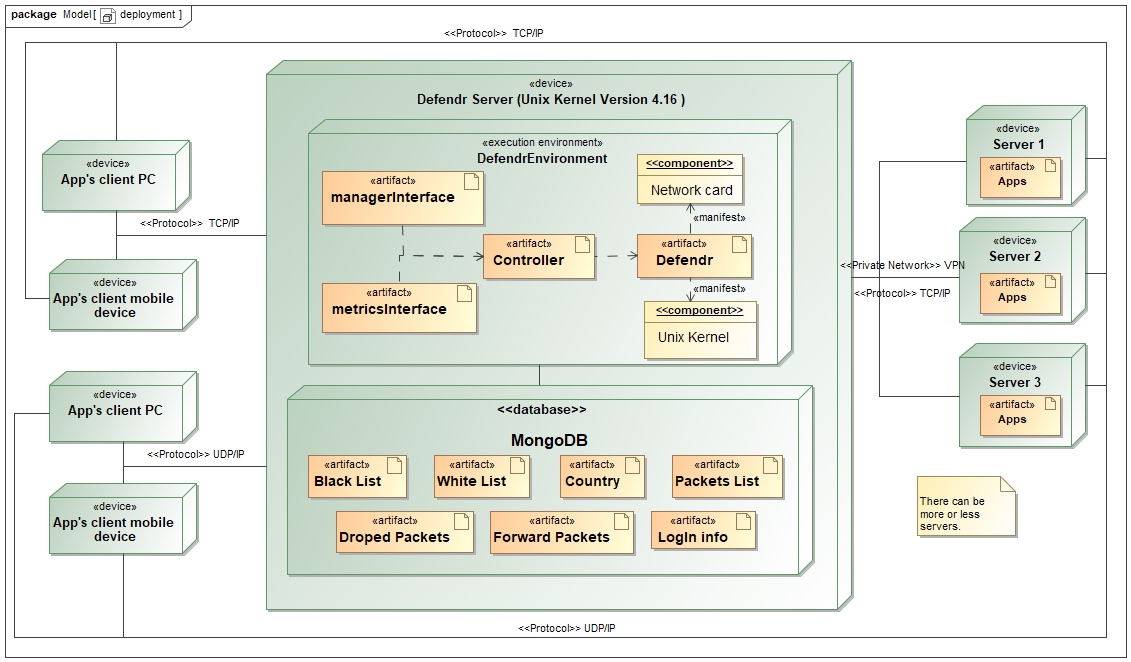 package Model[ deployment ]
<<Protocol>> TCP/IP
«device»
App's client PC
<<Protocol>> TCP/IP
«device»
App's client mobile
device
«device»
App's client PC
<<Protocol>> UDP/IP
«device»
App's client mobile
device
«device»
Defendr Server (Unix Kernel Version 4.16 )
«execution environment»
DefendrEnvironment
«artifact»
managerInterface
«artifact»
metricsInterface
«artifact»
Controller
<<component>>
Network card
«manifest»
«artifact»
Defendr
«manifest»
<<component>>
Unix Kernel
<<database>>
MongoDB
«artifact»
Black List
«artifact»
White List
«artifact»
Country
«artifact»
Packets List
«artifact»
Droped Packets
«artifact»
Forward Packets
«artifact»
LogIn info
<<Private Network>> VPN
<<Protocol>> TCP/IP
«device»
Server 1
«artifact»
Apps
«device»
Server 2
«artifact»
Apps
«device»
Server 3
«artifact»
Apps
There can be
more or less
servers.
<<Protocol>> UDP/IP